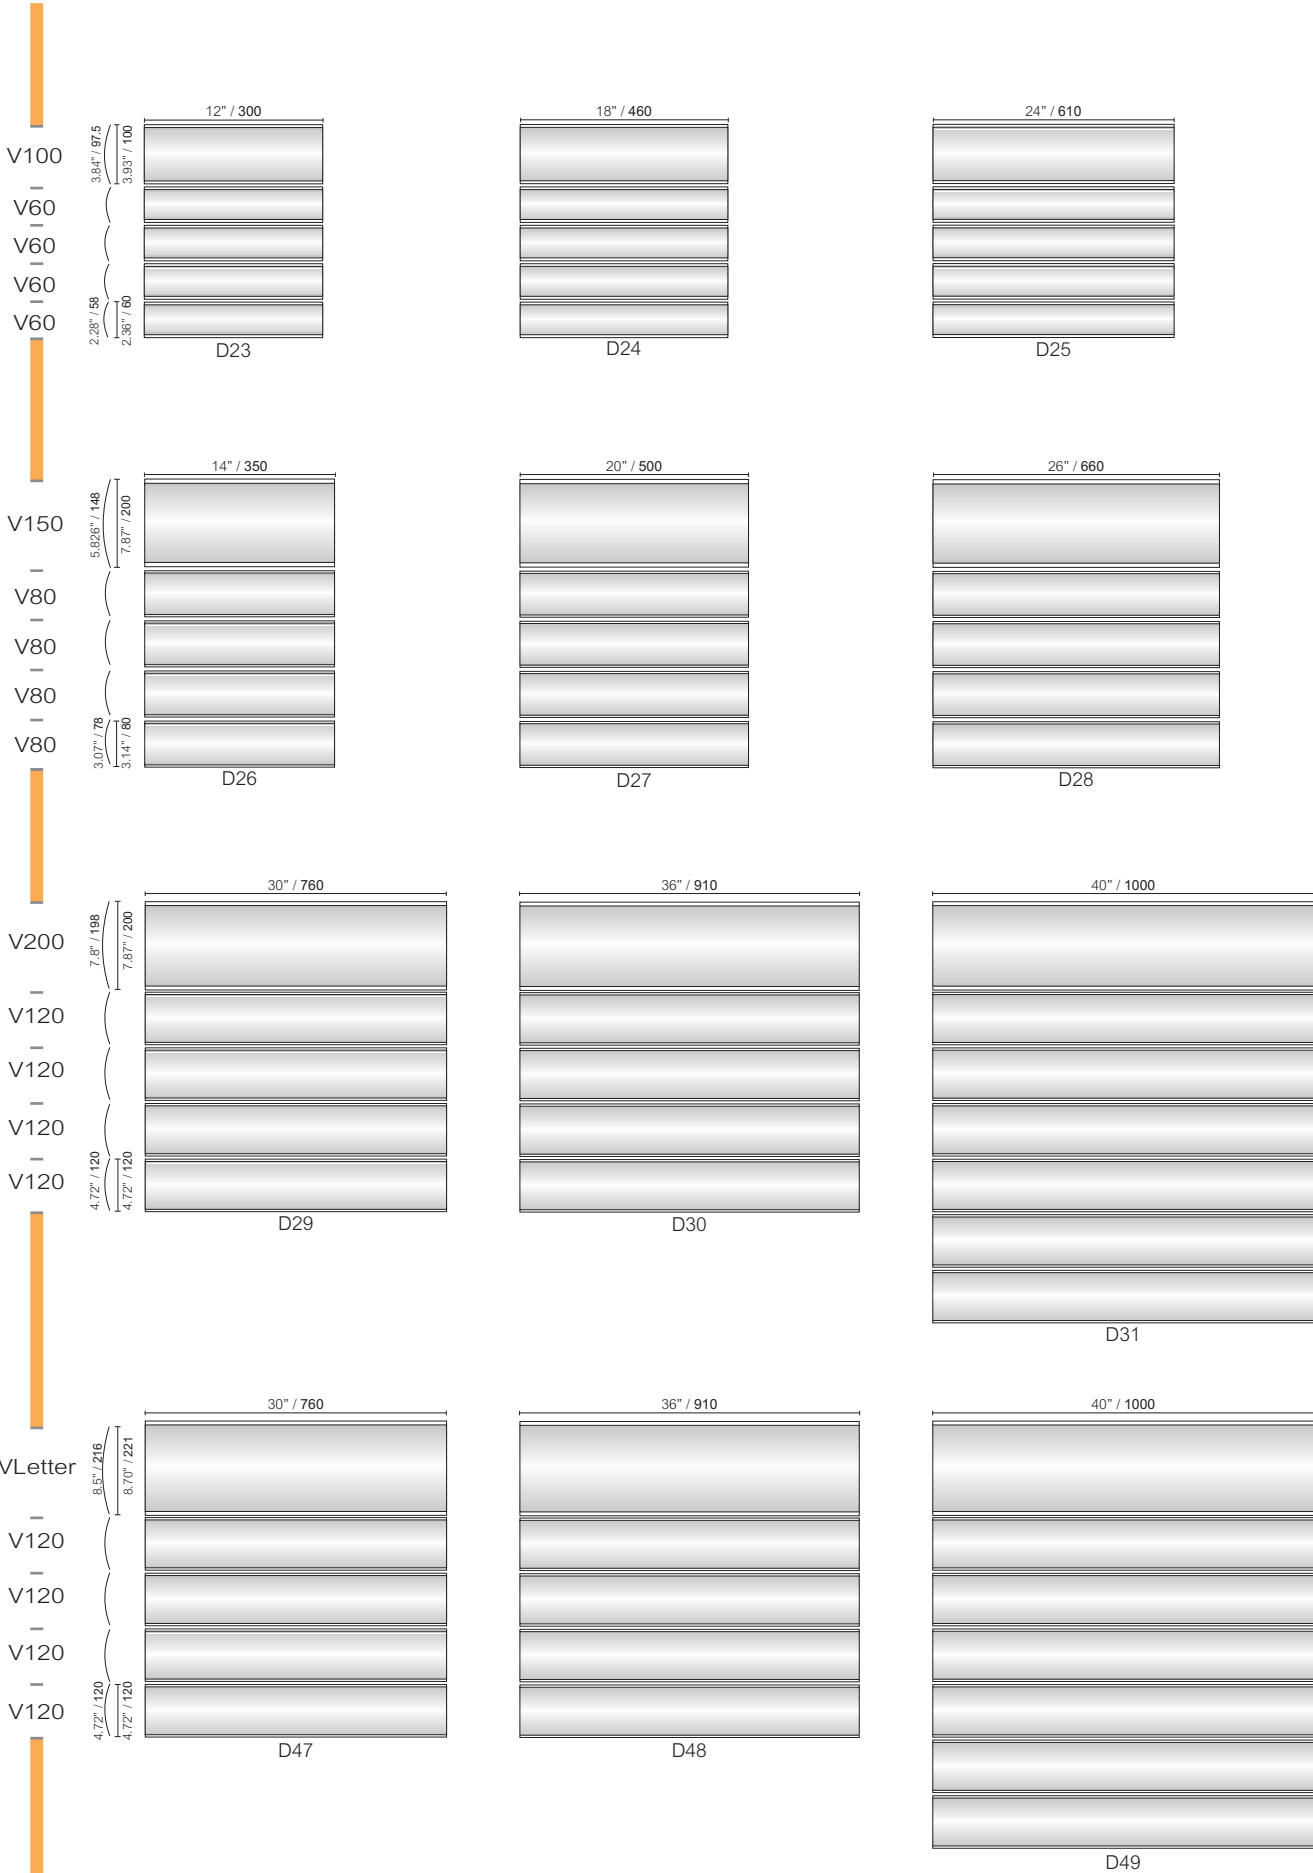 12” / 300
18” / 460
24” / 610
V100
3.84” / 97.5
3.93” / 100
V60
V60
V60
V60
2.28” / 58
2.36” / 60
D23
D24
D25
14” / 350
20” / 500
26” / 660
V150
5.826” / 148
7.87” / 200
V80
V80
V80
V80
3.07” / 78
3.14” / 80
D26
D27
D28
30” / 760
36” / 910
40” / 1000
V200
7.8” / 198
7.87” / 200
V120
V120
V120
V120
4.72” / 120
4.72” / 120
D29
D30
D31
30” / 760
36” / 910
40” / 1000
VLetter
8.5” / 216
8.70” / 221
V120
V120
V120
V120
4.72” / 120
4.72” / 120
D47
D48
D49